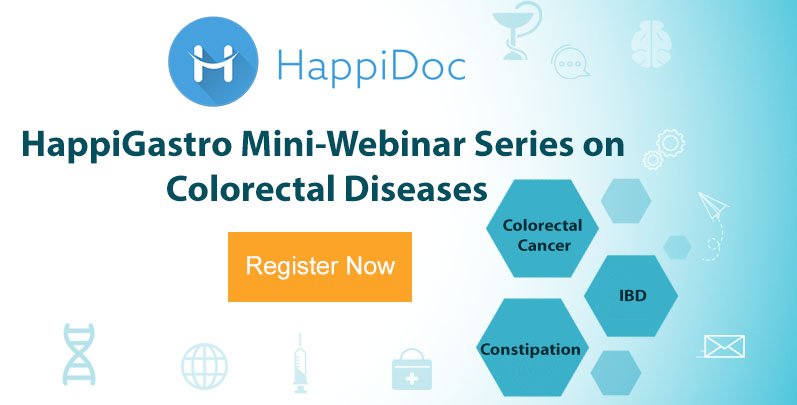 HappiDoc
HappiGastro Mini-Webinar Series on
Colorectal Diseases
Register Now
Colorectal
Cancer
IBD
Constipation